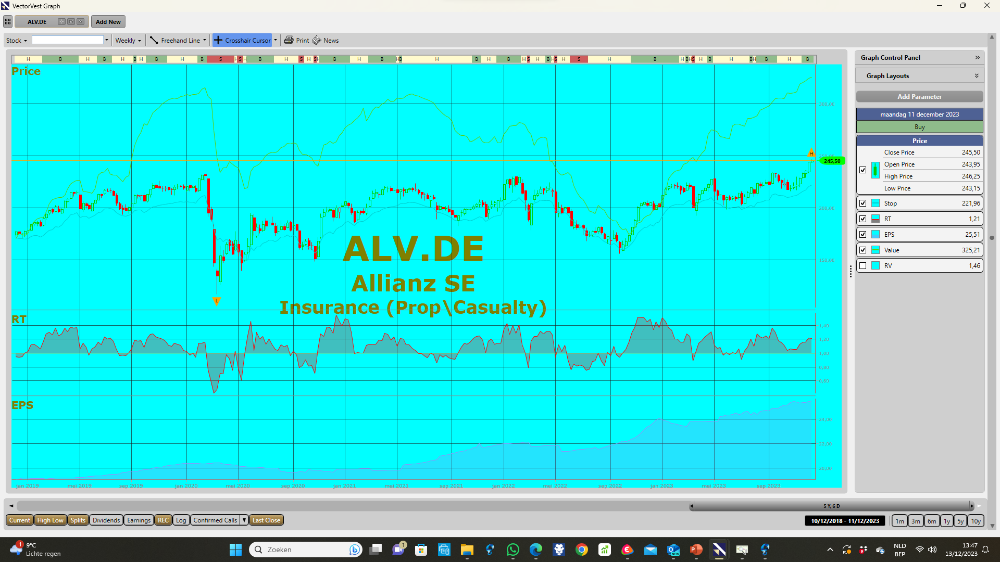 VectorVest Graph
ALV.DE
Add New
Stock
Weekly
Freehand Line
Crosshair Cursor
Print
News
H B H B H B H B H B S H S H B H S H S H B H B H B H B H B H S H B H S H S H B H B H S H B H B H B H B
Price
300,00
250,00
245,50
200,00
150,00
H
L
ALV.DE
Allianz SE
Insurance (Prop\Casualty)
RT
1,40
1,20
1,00
0,80
0,60
EPS
24,00
22,00
20,00
jan 2019 mei 2019 sep 2019 jan 2020 mei 2020 sep 2020 jan 2021 mei 2021 sep 2021 jan 2022 mei 2022 sep 2022 jan 2023 mei 2023 sep 2023
Graph Control Panel
Graph Layouts
Add Parameter
maandag 11 december 2023
Buy
Price
Close Price 245,50
Open Price 243,95
High Price 246,25
Low Price 243,15
Stop 221,96
RT 1,21
EPS 25,51
Value 325,21
RV 1,46
5 Y, 6 D
Current High Low Splits Dividends Earnings REC Log Confirmed Calls Last Close
10/12/2018 - 11/12/2023
1m 3m 6m 1y 5y 10y
1
9°C
Lichte regen
Zoeken
1
NEW
NLD
BEP
13:47
13/12/2023